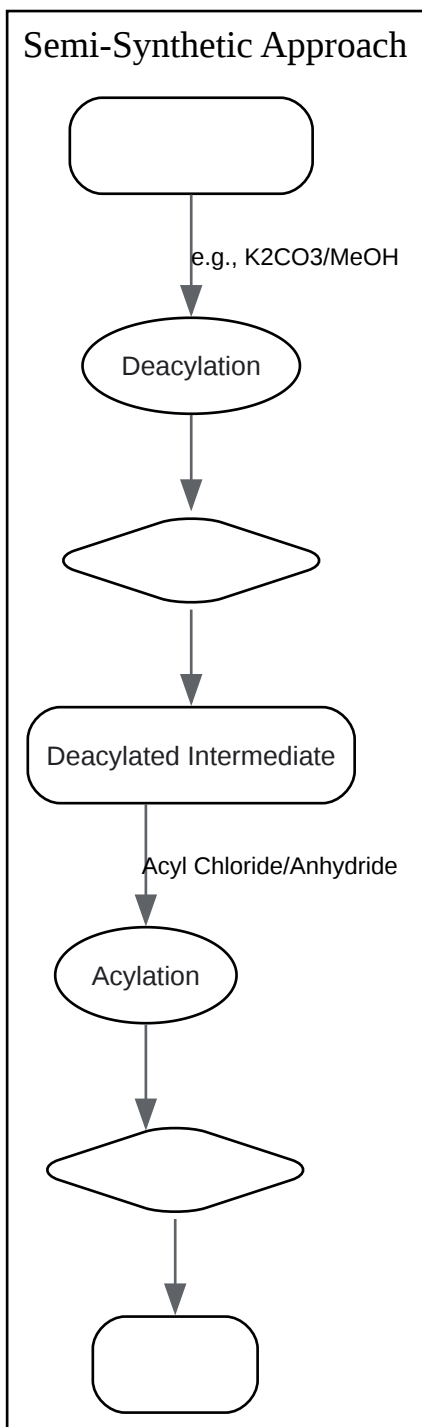 Semi-Synthetic Approach
e.g., K2CO3/MeOH
Deacylation
Deacylated Intermediate
Acyl Chloride/Anhydride
Acylation